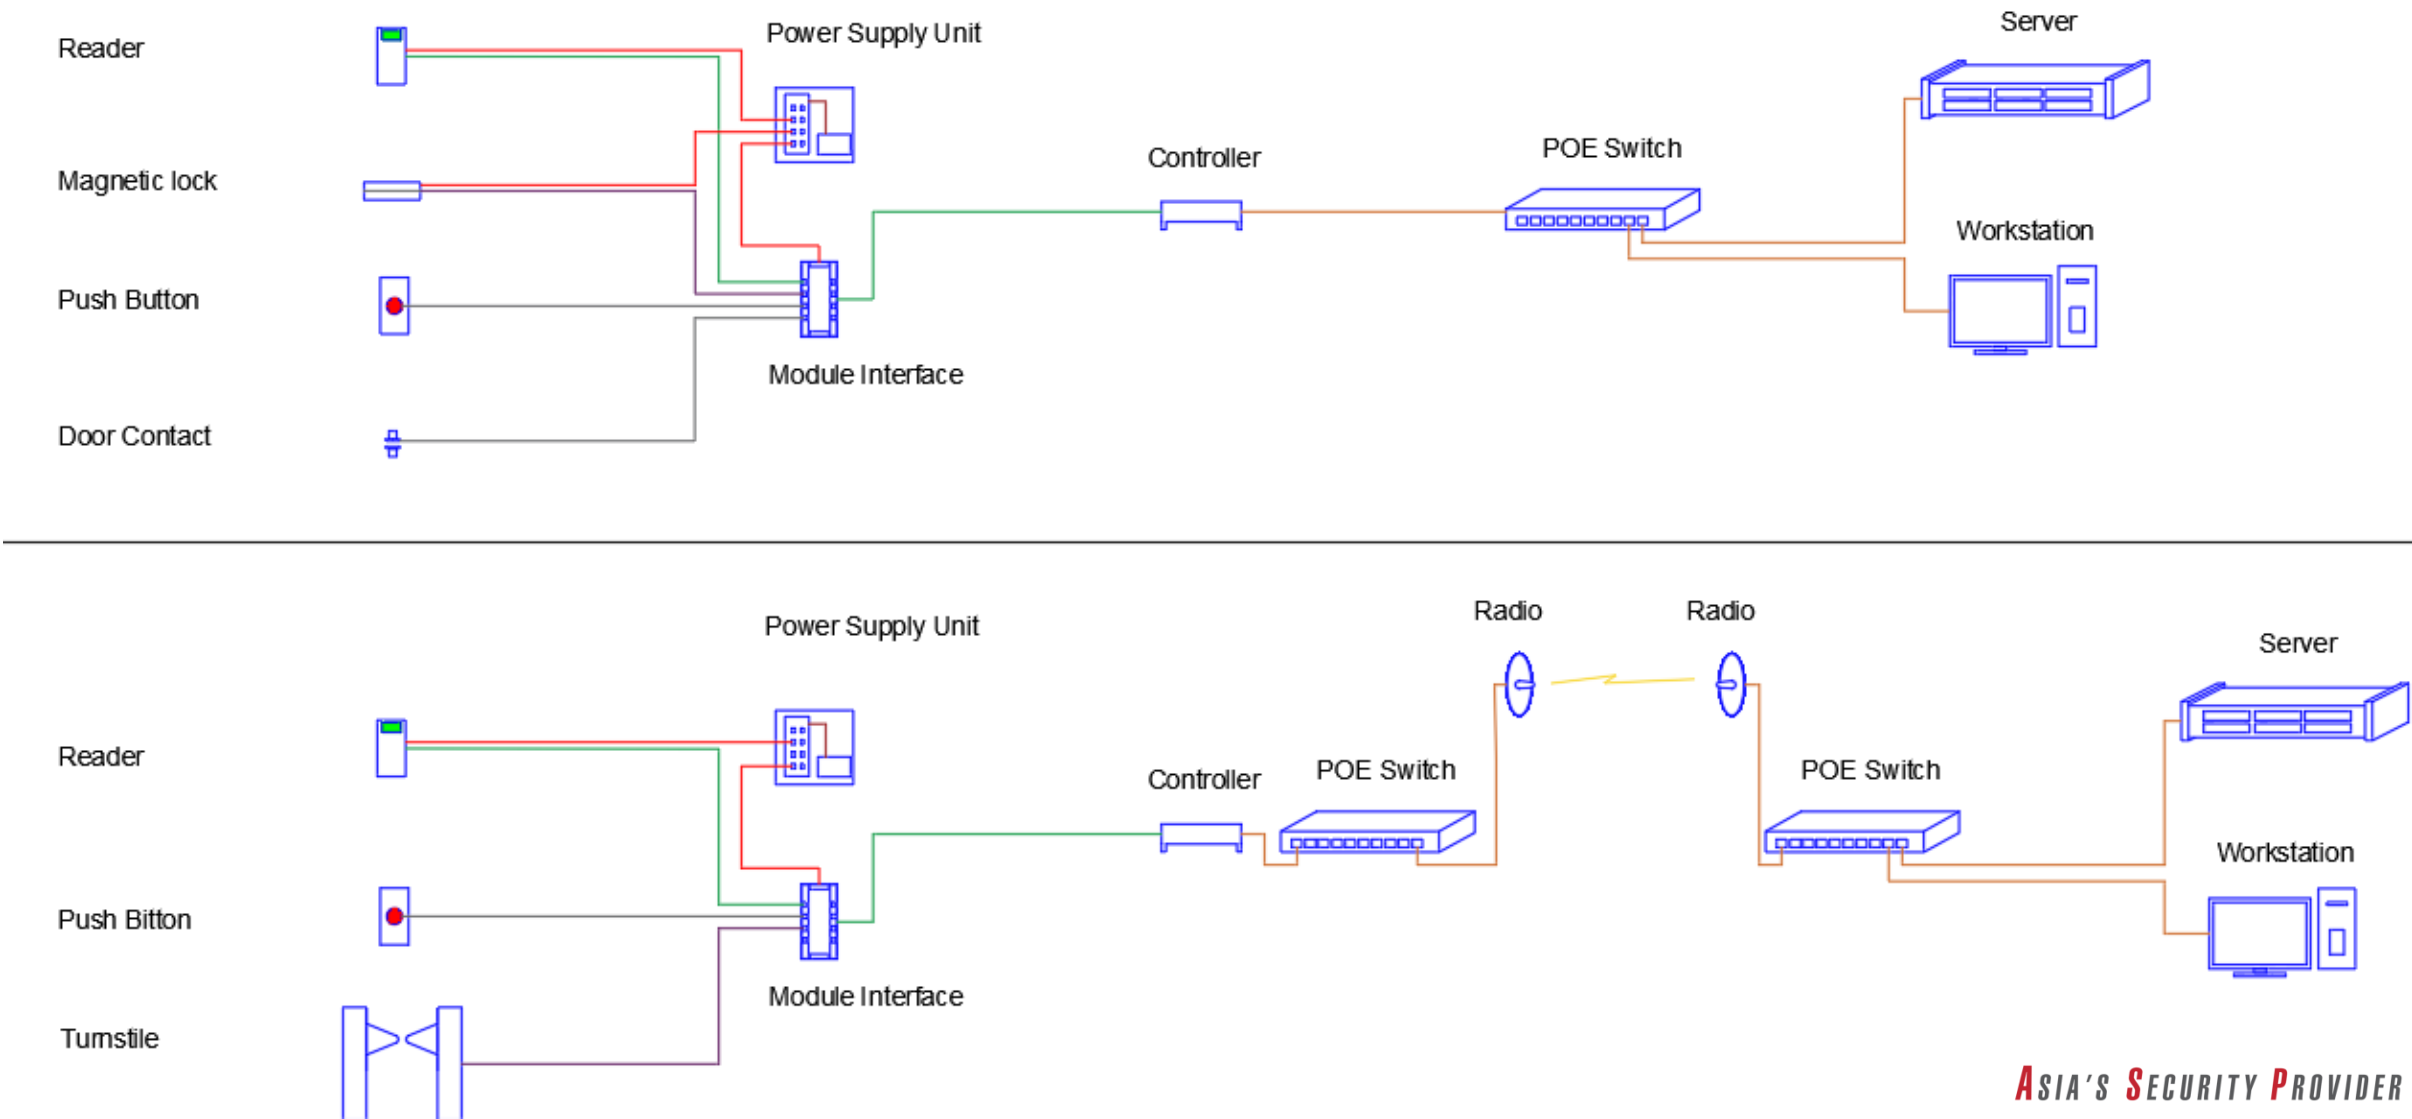 Reader
Power Supply Unit
Server
Magnetic lock
Controller
POE Switch
Workstation
Push Button
Module Interface
Door Contact
Power Supply Unit
Radio
Radio
Server
Reader
Controller
POE Switch
POE Switch
Workstation
Push Bitton
Module Interface
Turnstile
ASIA'S SECURITY PROVIDER